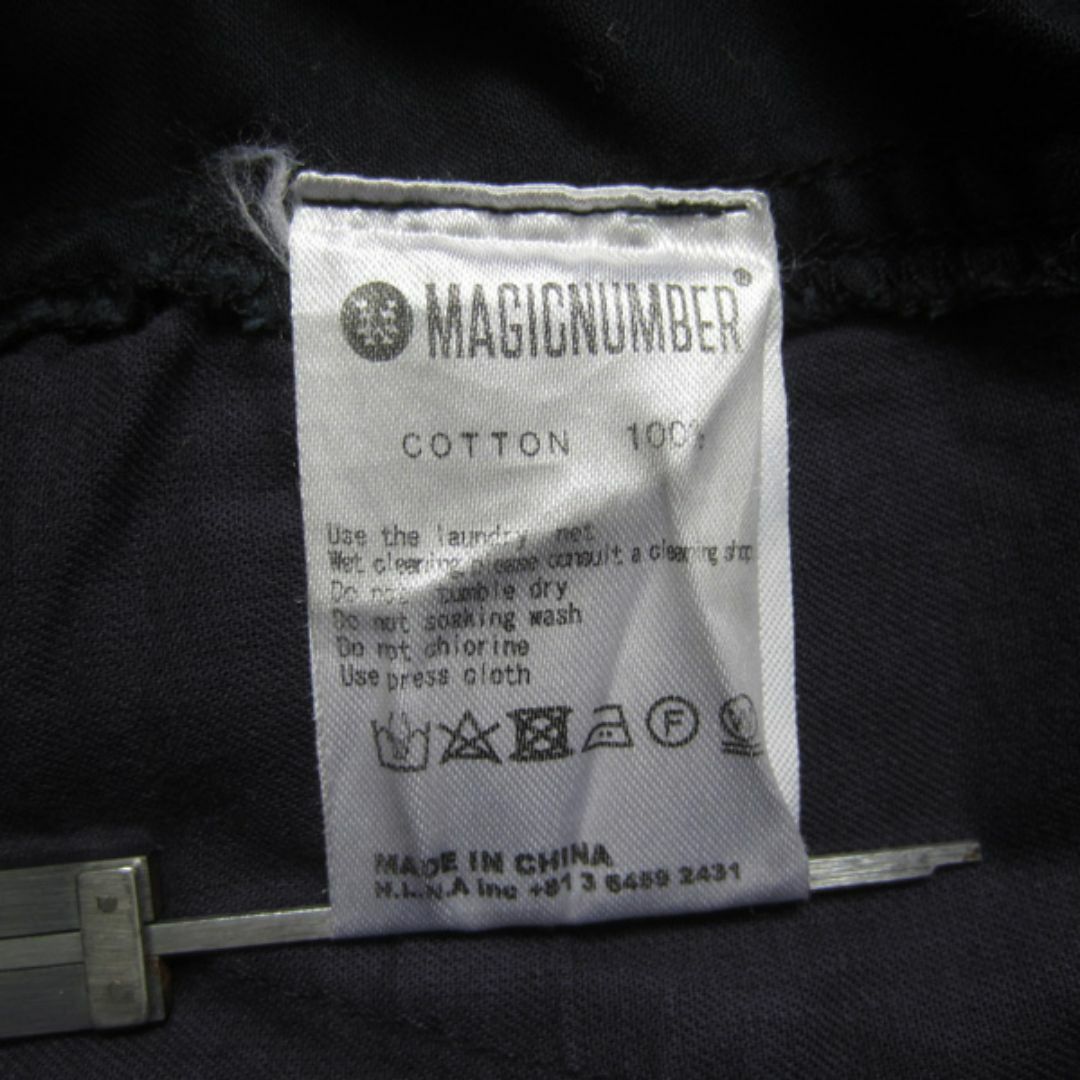 MAGICNUMBER®
COTTON 100%
Use the laundry net
Wet cleaning please consult a cleaning shop
Do not tumble dry
Do not soaking wash
Do not chlorine
Use press cloth
F W
MADE IN CHINA
H.L.N.A Inc +81 3 6459 2431